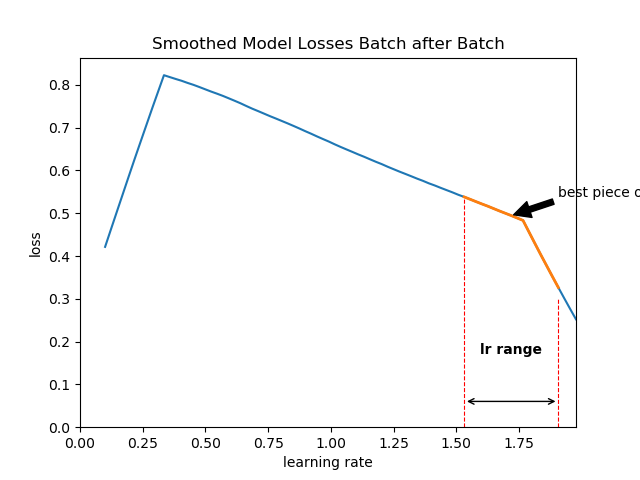 Smoothed Model Losses Batch after Batch
0.8
0.7
0.6
best piece
0.5
0.4
loss
0.3
0.2
lr range
0.1
0.0
0.00 0.25 0.50 0.75 1.00 1.25 1.50 1.75
learning rate